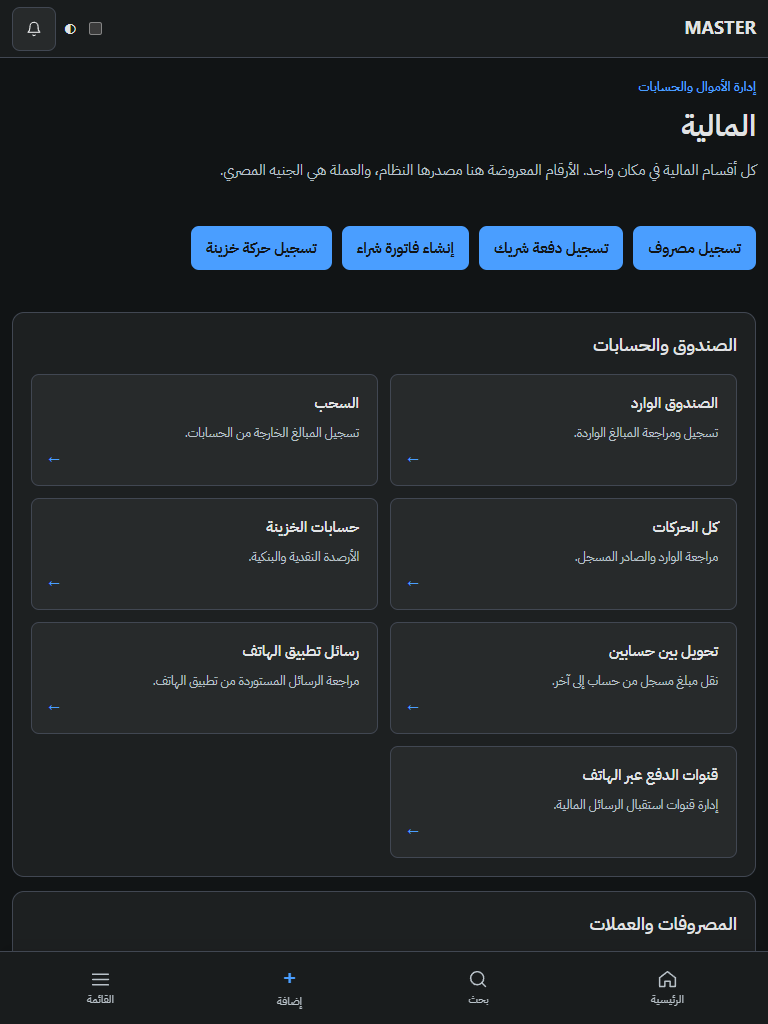 MASTER
إدارة الأموال والحسابات
المالية
كل أقسام المالية في مكان واحد. الأرقام المعروضة هنا مصدرها النظام، والعملة هي الجنيه المصري.
تسجيل مصروف
تسجيل دفعة شريك
إنشاء فاتورة شراء
تسجيل حركة خزينة
الصندوق والحسابات
الصندوق الوارد
تسجيل ومراجعة المبالغ الواردة.
←
السحب
تسجيل المبالغ الخارجة من الحسابات.
←
كل الحركات
مراجعة الوارد والصادر المسجل.
←
حسابات الخزينة
الأرصدة النقدية والبنكية.
←
تحويل بين حسابين
نقل مبلغ مسجل من حساب إلى آخر.
←
رسائل تطبيق الهاتف
مراجعة الرسائل المستوردة من تطبيق الهاتف.
←
قنوات الدفع عبر الهاتف
إدارة قنوات استقبال الرسائل المالية.
←
المصروفات والعملات
الرئيسية
بحث
إضافة
القائمة